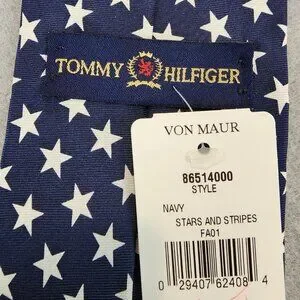 TOMMY HILFIGER
VON MAUR
86514000
STYLE
NAVY
STARS AND STRIPES
FA01
0 29407 62408 4